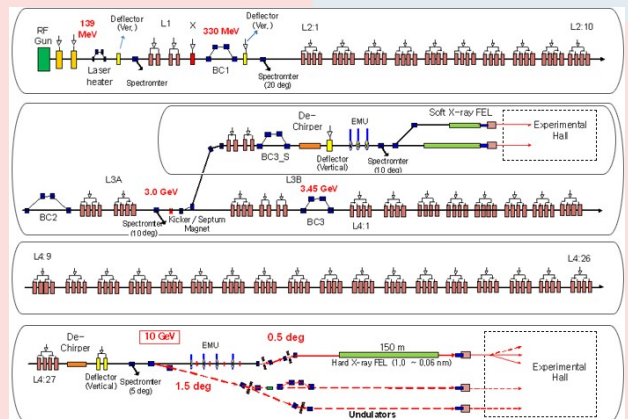 RF
Gun
139
MeV
Laser
heater
Deflector
(Ver.)
Spectromter
L1
X
330 MeV
BC1
Deflector
(Ver.)
Spectromter
(20 deg)
L2:1
L2:10
BC2
L3A
3.0 GeV
Spectromter
(10deg)
Kicker / Septum
Magnet
BC3_S
De-
Chirper
Deflector
(Vertical)
EMU
Spectromter
(10 deg)
Soft X-ray FEL
Experimental
Hall
L3B
3.45 GeV
BC3
L4:1
L4:9
L4:26
L4:27
De-
Chirper
Deflector
(Vertical)
Spectromter
(5 deg)
10 GeV
EMU
1.5 deg
0.5 deg
150 m
Hard X-ray FEL (1.0 ~ 0.06 nm)
Undulators
Experimental
Hall